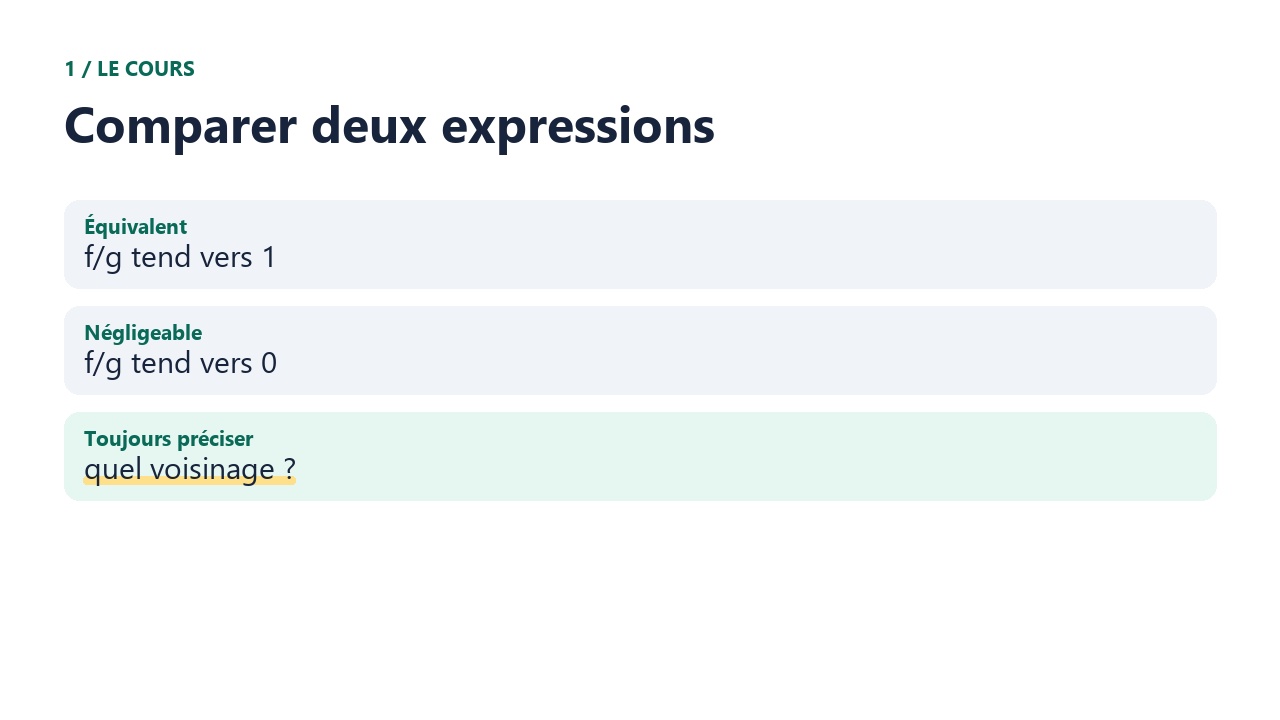 1 / LE COURS
Comparer deux expressions
Équivalent
f/g tend vers 1
Négligeable
f/g tend vers 0
Toujours préciser
quel voisinage ?